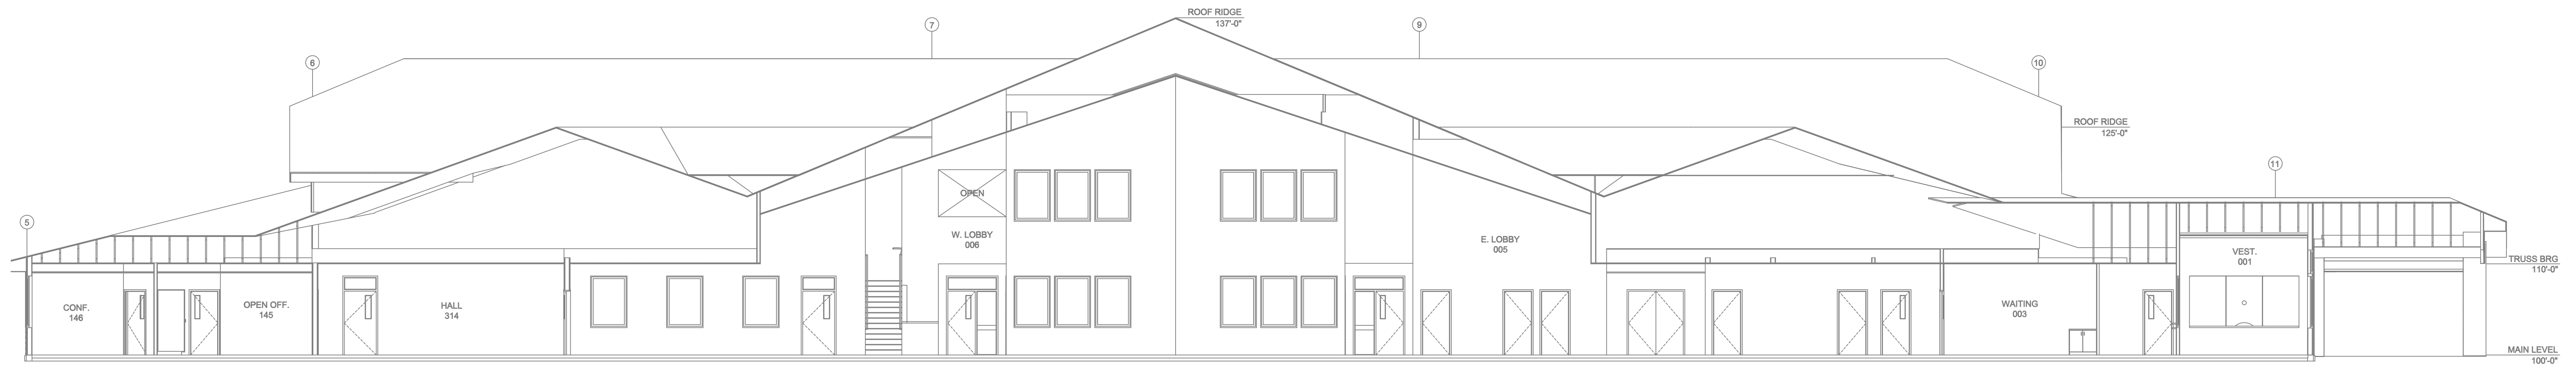 ROOF RIDGE
137'-0"
7
9
6
10
ROOF RIDGE
125'-0"
11
5
OPEN
W. LOBBY
006
E. LOBBY
005
VEST.
001
TRUSS BRG
110'-0"
CONF.
146
OPEN OFF.
145
HALL
314
WAITING
003
MAIN LEVEL
100'-0"